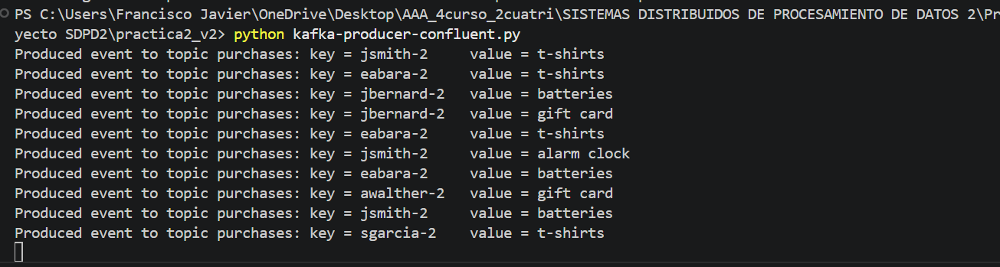 PS C:\Users\Francisco Javier\OneDrive\Desktop\AAA_4curso_2cuatri\SISTEMAS DISTRIBUIDOS DE PROCESAMIENTO DE DATOS 2\Pr
yecto SDPD2\practica2_v2> python kafka-producer-confluent.py
Produced event to topic purchases: key = jsmith-2 value = t-shirts
Produced event to topic purchases: key = eabara-2 value = t-shirts
Produced event to topic purchases: key = jbernard-2 value = batteries
Produced event to topic purchases: key = jbernard-2 value = gift card
Produced event to topic purchases: key = eabara-2 value = t-shirts
Produced event to topic purchases: key = jsmith-2 value = alarm clock
Produced event to topic purchases: key = eabara-2 value = batteries
Produced event to topic purchases: key = awalther-2 value = gift card
Produced event to topic purchases: key = jsmith-2 value = batteries
Produced event to topic purchases: key = sgarcia-2 value = t-shirts